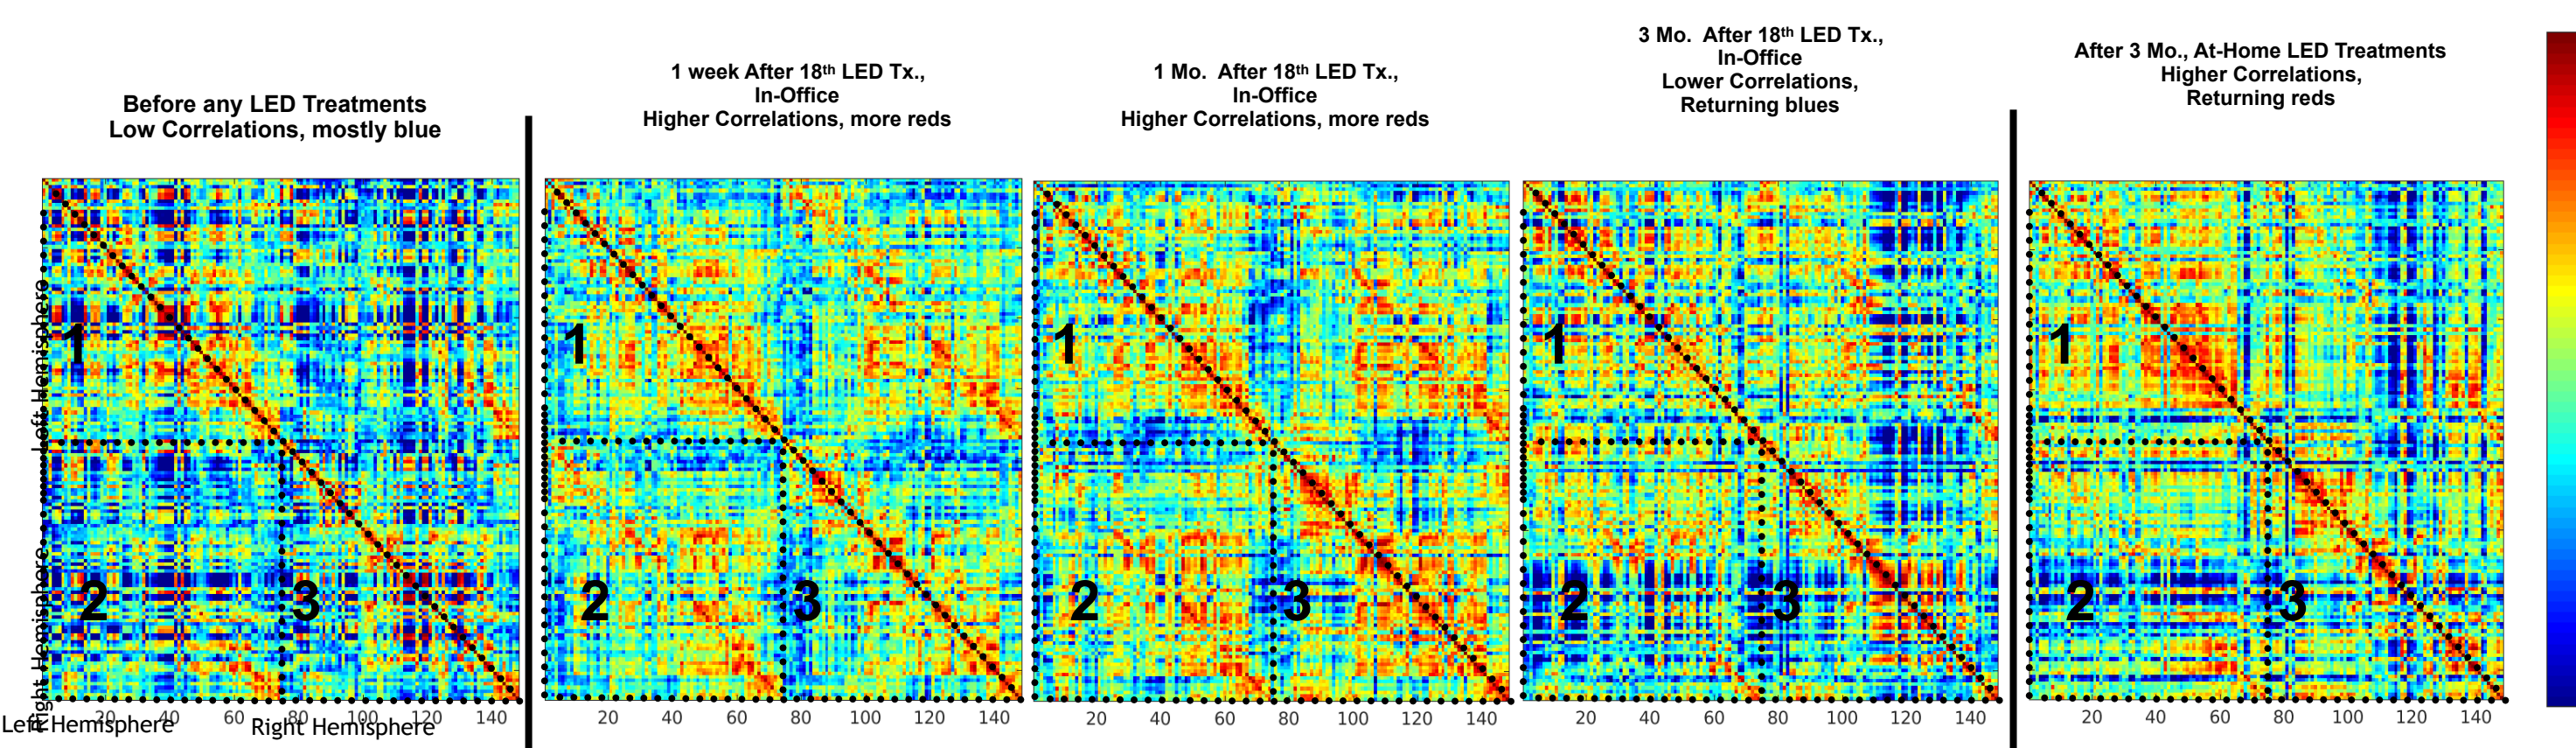 Before any LED Treatments
Low Correlations, mostly blue
1 week After 18th LED Tx.,
In-Office
Higher Correlations, more reds
1 Mo. After 18th LED Tx.,
In-Office
Higher Correlations, more reds
3 Mo. After 18th LED Tx.,
In-Office
Lower Correlations,
Returning blues
After 3 Mo., At-Home LED Treatments
Higher Correlations,
Returning reds
Left Hemisphere
Right Hemisphere
1
2 3
1
2 3
1
2 3
1
2 3
1
2 3
20 40 60 80 100 120 140
20 40 60 80 100 120 140
20 40 60 80 100 120 140
20 40 60 80 100 120 140
20 40 60 80 100 120 140
Left Hemisphere
Right Hemisphere